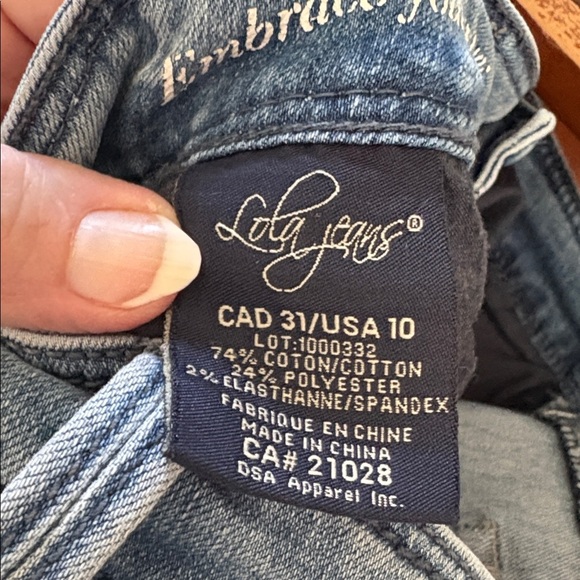 Embrace
Lola jeans®
CAD 31/USA 10
LOT:1000332
74% COTON/COTTON
24% POLYESTER
2% ELASTHANNE/SPANDEX
FABRIQUE EN CHINE
MADE IN CHINA
CA# 21028
DSA Apparel Inc.